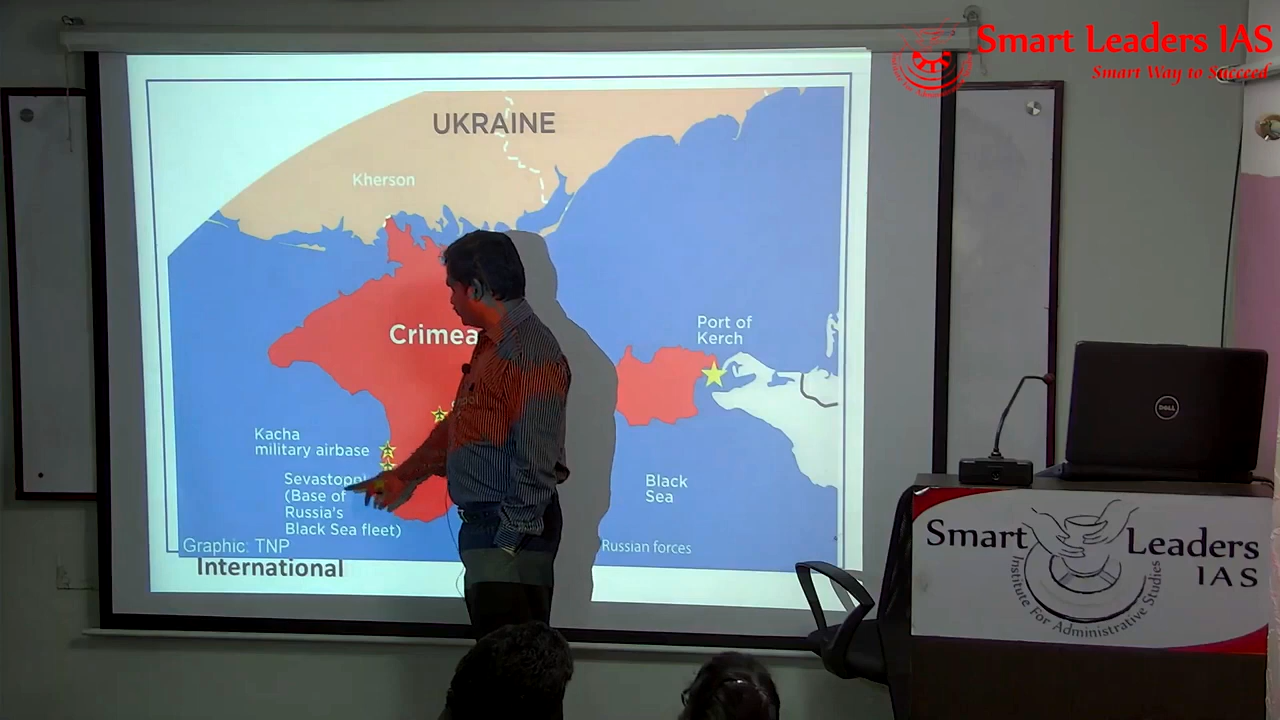 Smart Leaders IAS
Smart Way to Succeed
UKRAINE
Kherson
Crimea
Port of
Kerch
Kacha
military airbase
(Base of
Russia's
Black Sea fleet)
Black
Sea
Russian forces
Graphic: TNP
International
DELL
Smart Leaders
IAS
Institute For Administrative Studies